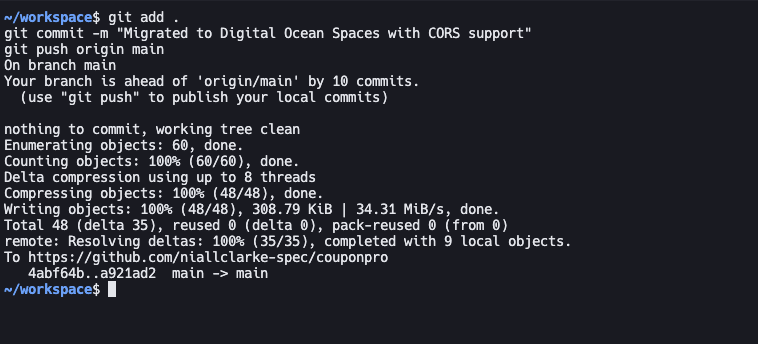 ~/workspace$ git add .
git commit -m "Migrated to Digital Ocean Spaces with CORS support"
git push origin main
On branch main
Your branch is ahead of 'origin/main' by 10 commits.
  (use "git push" to publish your local commits)

nothing to commit, working tree clean
Enumerating objects: 60, done.
Counting objects: 100% (60/60), done.
Delta compression using up to 8 threads
Compressing objects: 100% (48/48), done.
Writing objects: 100% (48/48), 308.79 KiB | 34.31 MiB/s, done.
Total 48 (delta 35), reused 0 (delta 0), pack-reused 0 (from 0)
remote: Resolving deltas: 100% (35/35), completed with 9 local objects.
To https://github.com/niallclarke-spec/couponpro
   4abf64b..a921ad2  main -> main
~/workspace$